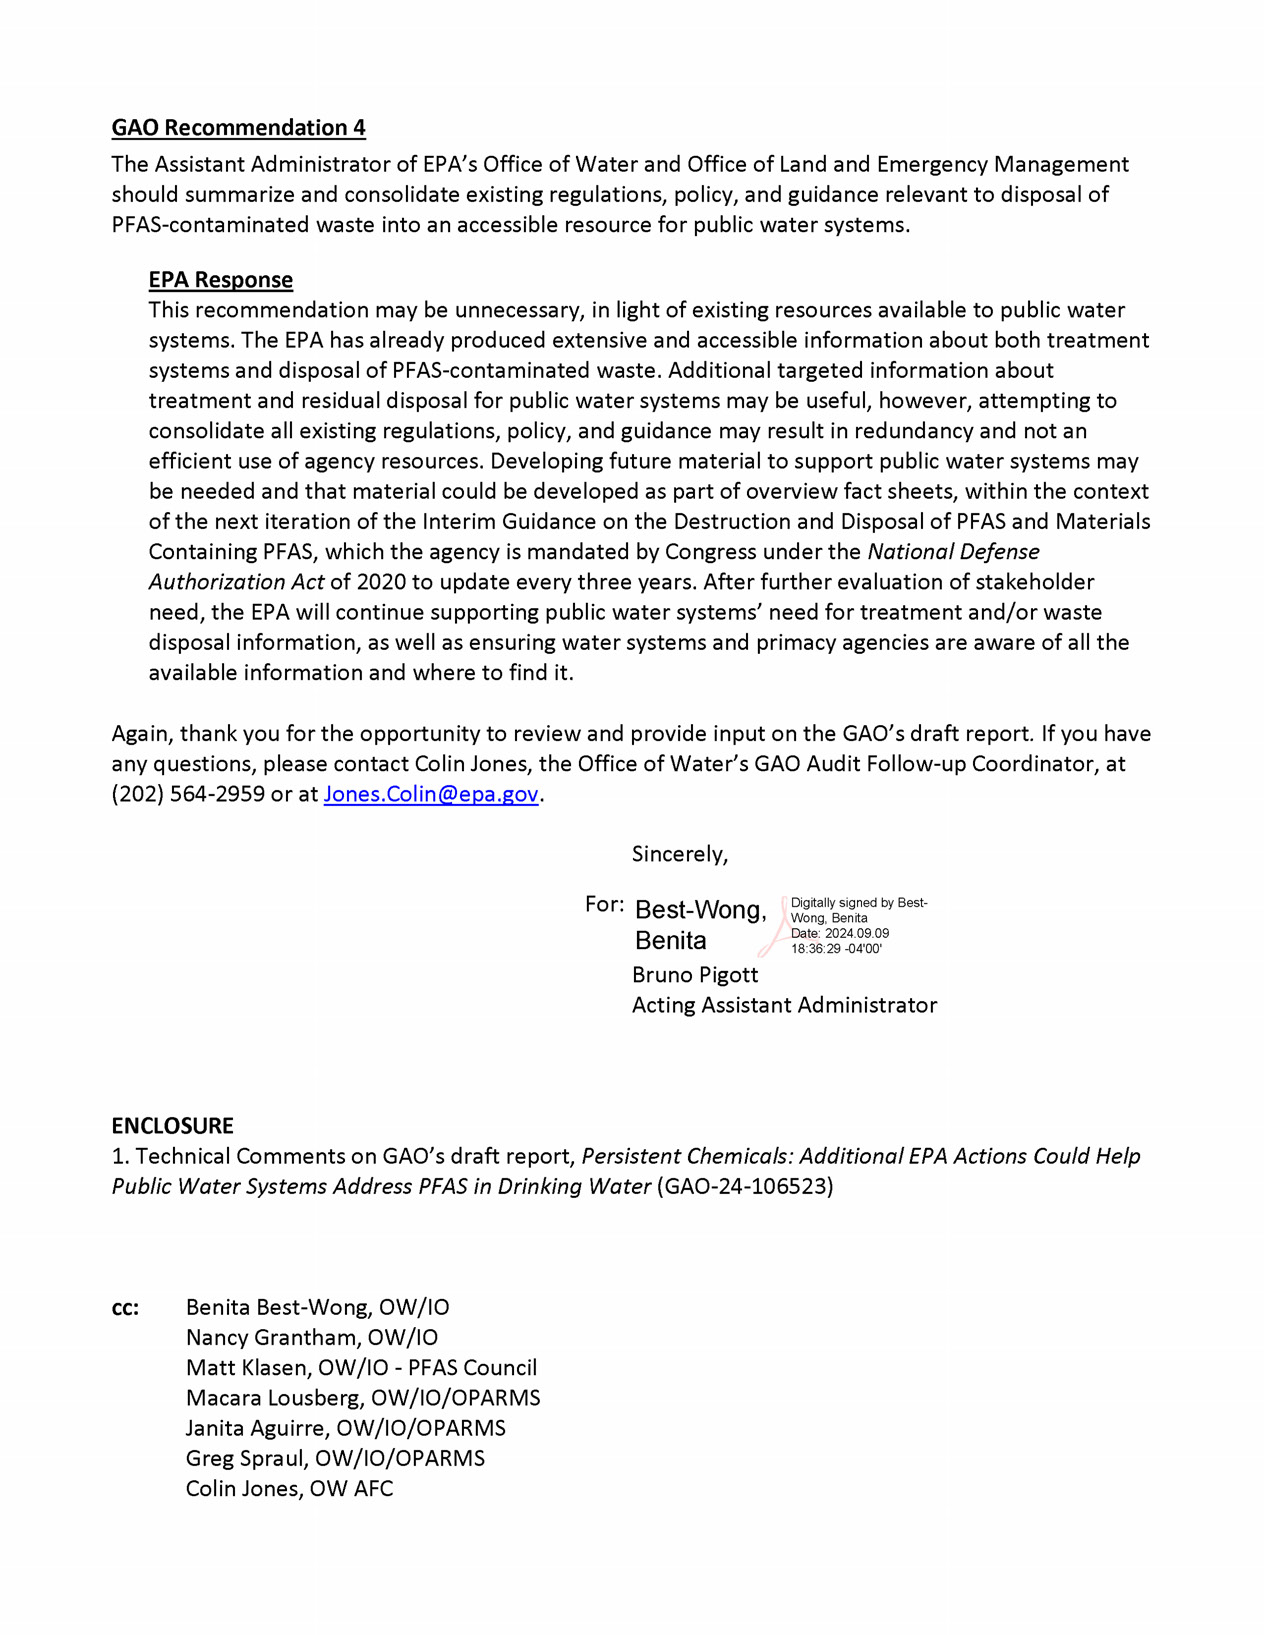 GAO Recommendation 4
The Assistant Administrator of EPA's Office of Water and Office of Land and Emergency Management
should summarize and consolidate existing regulations, policy, and guidance relevant to disposal of
PFAS-contaminated waste into an accessible resource for public water systems.
EPA Response
This recommendation may be unnecessary, in light of existing resources available to public water
systems. The EPA has already produced extensive and accessible information about both treatment
systems and disposal of PFAS-contaminated waste. Additional targeted information about
treatment and residual disposal for public water systems may be useful, however, attempting to
consolidate all existing regulations, policy, and guidance may result in redundancy and not an
efficient use of agency resources. Developing future material to support public water systems may
be needed and that material could be developed as part of overview fact sheets, within the context
of the next iteration of the Interim Guidance on the Destruction and Disposal of PFAS and Materials
Containing PFAS, which the agency is mandated by Congress under the National Defense
Authorization Act of 2020 to update every three years. After further evaluation of stakeholder
need, the EPA will continue supporting public water systems' need for treatment and/or waste
disposal information, as well as ensuring water systems and primacy agencies are aware of all the
available information and where to find it.
Again, thank you for the opportunity to review and provide input on the GAO's draft report. If you have
any questions, please contact Colin Jones, the Office of Water's GAO Audit Follow-up Coordinator, at
(202) 564-2959 or at Jones.Colin@epa.gov.
Sincerely,
For: Best-Wong,
Benita
Digitally signed by Best-
Wong, Benita
Date: 2024.09.09
18:36:29 -04'00'
Bruno Pigott
Acting Assistant Administrator
ENCLOSURE
1. Technical Comments on GAO's draft report, Persistent Chemicals: Additional EPA Actions Could Help
Public Water Systems Address PFAS in Drinking Water (GAO-24-106523)
cc: Benita Best-Wong, OW/IO
Nancy Grantham, OW/IO
Matt Klasen, OW/IO - PFAS Council
Macara Lousberg, OW/IO/OPARMS
Janita Aguirre, OW/IO/OPARMS
Greg Spraul, OW/IO/OPARMS
Colin Jones, OW AFC